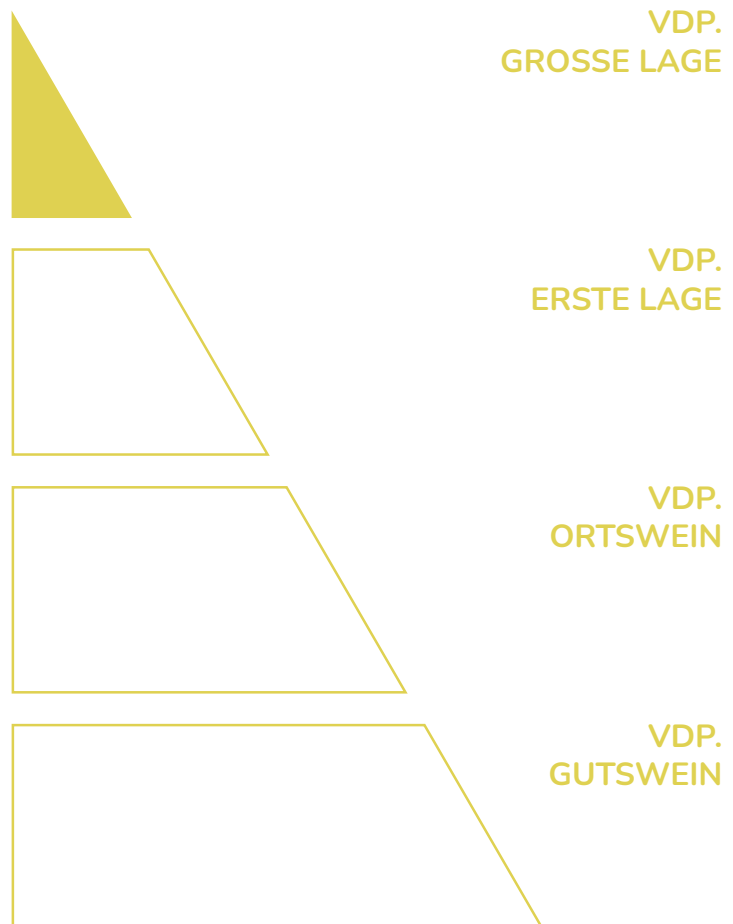 VDP.
GROSSE LAGE
VDP.
ERSTE LAGE
VDP.
ORTSWEIN
VDP.
GUTSWEIN